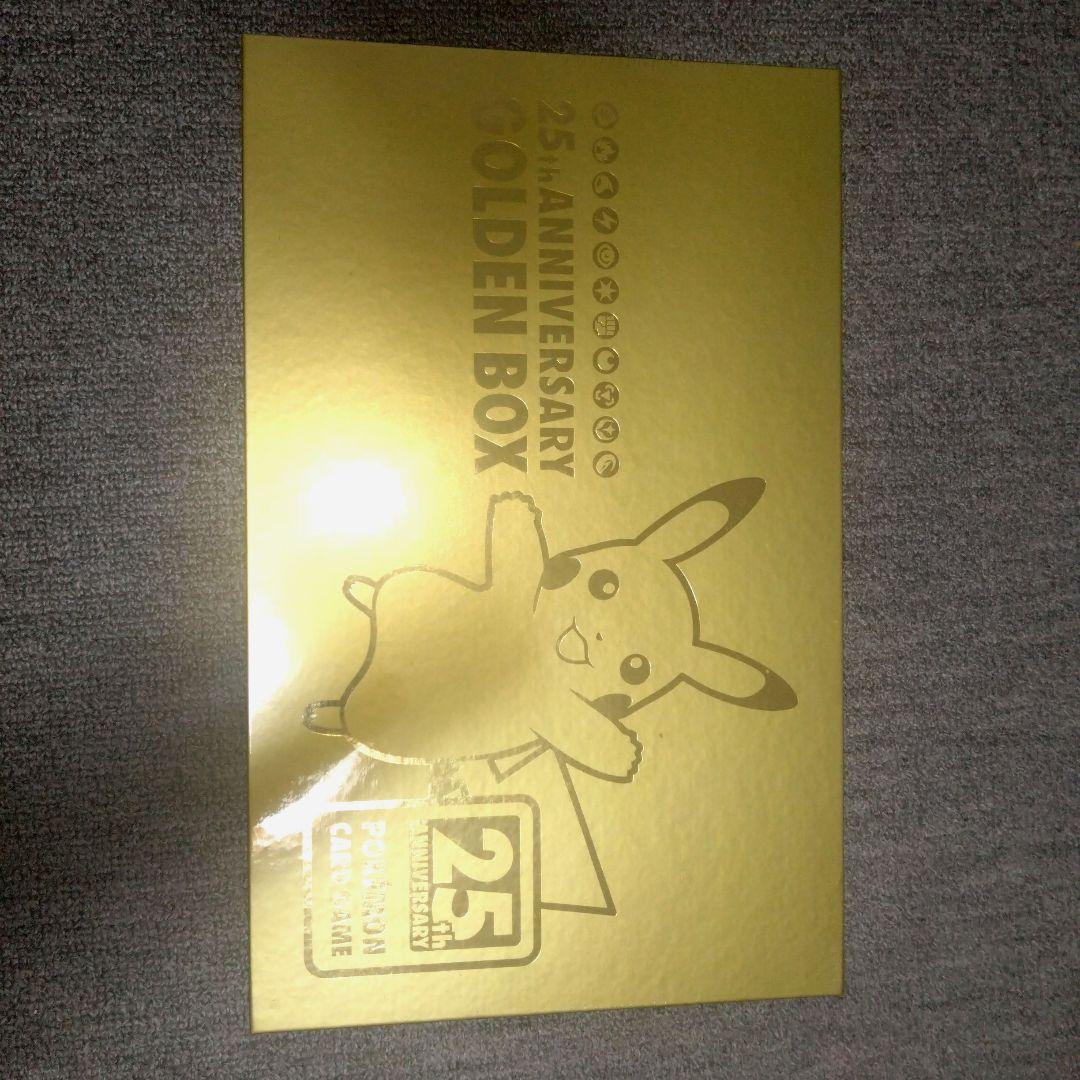 25th ANNIVERSARY
GOLDEN BOX
25th
ANNIVERSARY
POKÉMON
CARD GAME